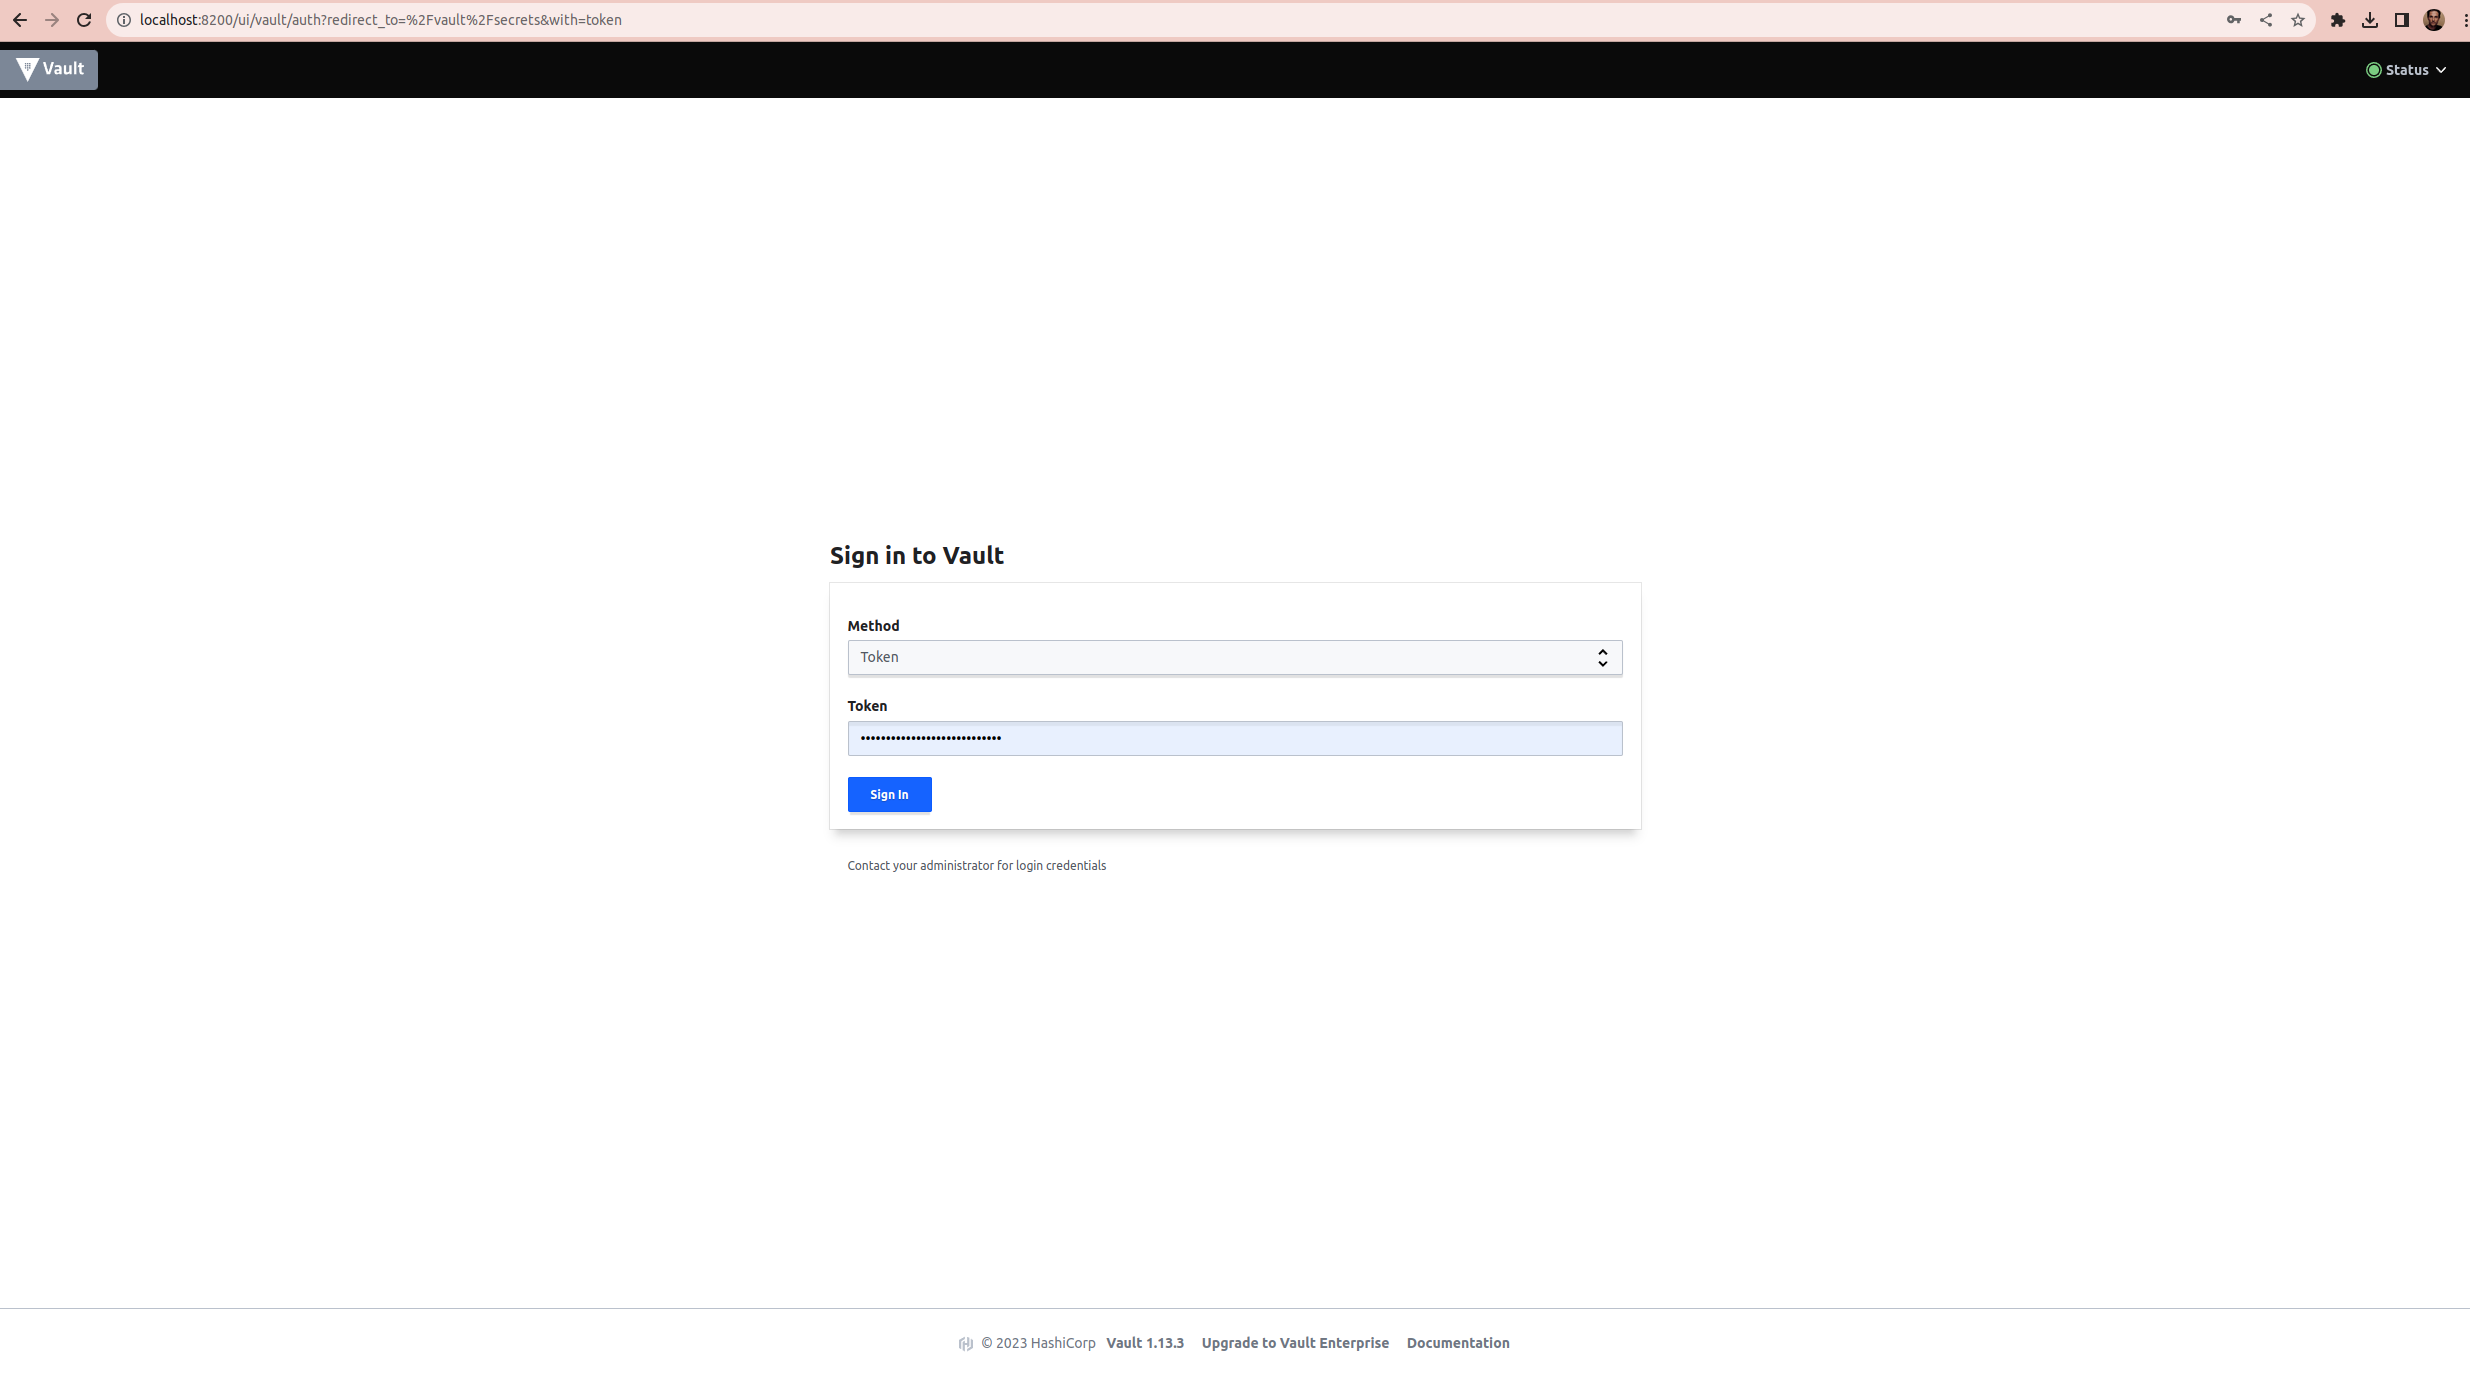 localhost:8200/ui/vault/auth?redirect_to=%2Fvault%2Fsecrets&with=token
Vault
Status
Sign in to Vault
Method
Token
Token
••••••••••••••••••••••••••••
Sign In
Contact your administrator for login credentials
© 2023 HashiCorp Vault 1.13.3 Upgrade to Vault Enterprise Documentation